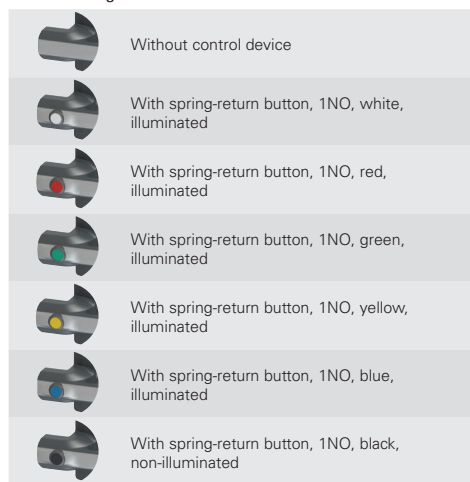 Without control device
With spring-return button, 1NO, white,
illuminated
With spring-return button, 1NO, red,
illuminated
With spring-return button, 1NO, green,
illuminated
With spring-return button, 1NO, yellow,
illuminated
With spring-return button, 1NO, blue,
illuminated
With spring-return button, 1NO, black,
non-illuminated